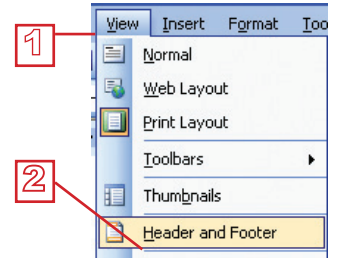 1
View Insert Format Too
Normal
Web Layout
Print Layout
Toolbars
Thumbnails
2
Header and Footer